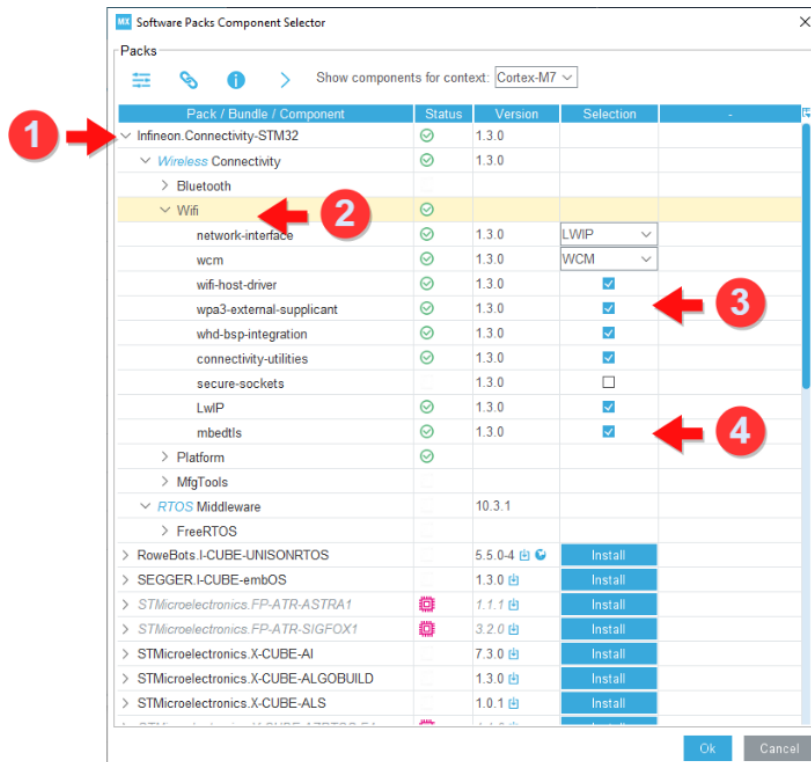 MX Software Packs Component Selector
Packs
Show components for context: Cortex-M7
Pack / Bundle / Component Status Version Selection -
1
Infineon.Connectivity-STM32 1.3.0
Wireless Connectivity 1.3.0
Bluetooth
Wifi
2
network-interface 1.3.0 LWIP
wcm 1.3.0 WCM
wifi-host-driver 1.3.0
3
wpa3-external-supplicant 1.3.0
whd-bsp-integration 1.3.0
connectivity-utilities 1.3.0
secure-sockets 1.3.0
LwIP 1.3.0
mbedtls 1.3.0
4
Platform
MfgTools
RTOS Middleware 10.3.1
FreeRTOS
RoweBots.I-CUBE-UNISONRTOS 5.5.0-4 Install
SEGGER.I-CUBE-embOS 1.3.0 Install
STMicroelectronics.FP-ATR-ASTRA1 1.1.1 Install
STMicroelectronics.FP-ATR-SIGFOX1 3.2.0 Install
STMicroelectronics.X-CUBE-AI 7.3.0 Install
STMicroelectronics.X-CUBE-ALGOBUILD 1.3.0 Install
STMicroelectronics.X-CUBE-ALS 1.0.1 Install
Ok Cancel